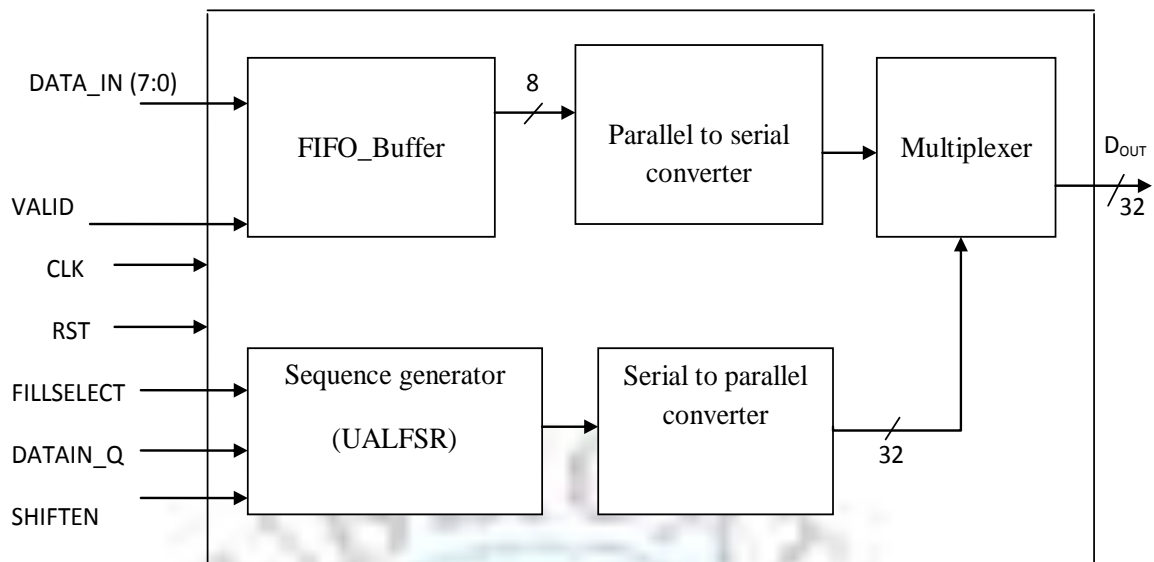 DATA_IN (7:0)
VALID
CLK
RST
FILLSELECT
DATAIN_Q
SHIFTEN
FIFO_Buffer
8
Parallel to serial
converter
Multiplexer
DOUT
32
Sequence generator
(UALFSR)
Serial to parallel
converter
32